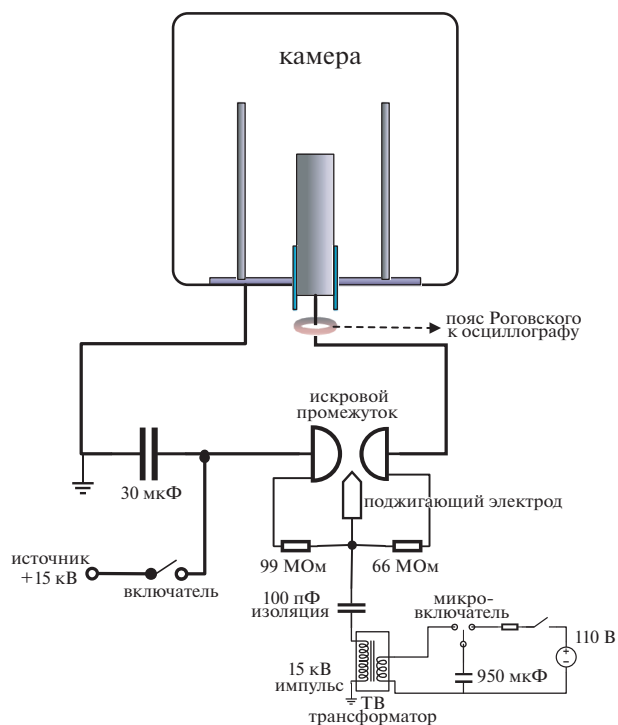 камера
пояс Роговского
к осциллографу
искровой
промежуток
30 мкФ
поджигающий электрод
источник
+15 кВ
включатель
99 МОм
66 МОм
100 пФ
изоляция
микро-
включатель
110 В
15 кВ
импульс
950 мкФ
ТВ
трансформатор